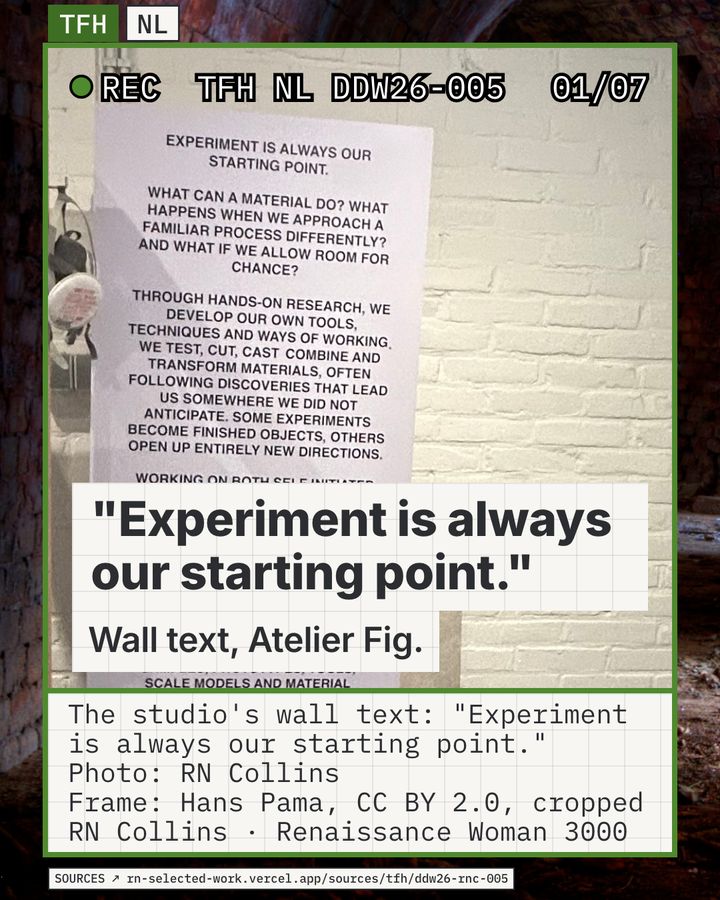 TFH NL
REC TFH NL DDW26-005 01/07
EXPERIMENT IS ALWAYS OUR
STARTING POINT.
WHAT CAN A MATERIAL DO? WHAT
HAPPENS WHEN WE APPROACH A
FAMILIAR PROCESS DIFFERENTLY?
AND WHAT IF WE ALLOW ROOM FOR
CHANCE?
THROUGH HANDS-ON RESEARCH, WE
DEVELOP OUR OWN TOOLS,
TECHNIQUES AND WAYS OF WORKING.
WE TEST, CUT, CAST COMBINE AND
TRANSFORM MATERIALS, OFTEN
FOLLOWING DISCOVERIES THAT LEAD
US SOMEWHERE WE DID NOT
ANTICIPATE. SOME EXPERIMENTS
BECOME FINISHED OBJECTS, OTHERS
OPEN UP ENTIRELY NEW DIRECTIONS.
WORKING ON BOTH SELF-INITIATED
"Experiment is always
our starting point."
Wall text, Atelier Fig.
SCALE MODELS AND MATERIAL
The studio's wall text: "Experiment
is always our starting point."
Photo: RN Collins
Frame: Hans Pama, CC BY 2.0, cropped
RN Collins · Renaissance Woman 3000
SOURCES ↗ rn-selected-work.vercel.app/sources/tfh/ddw26-rnc-005